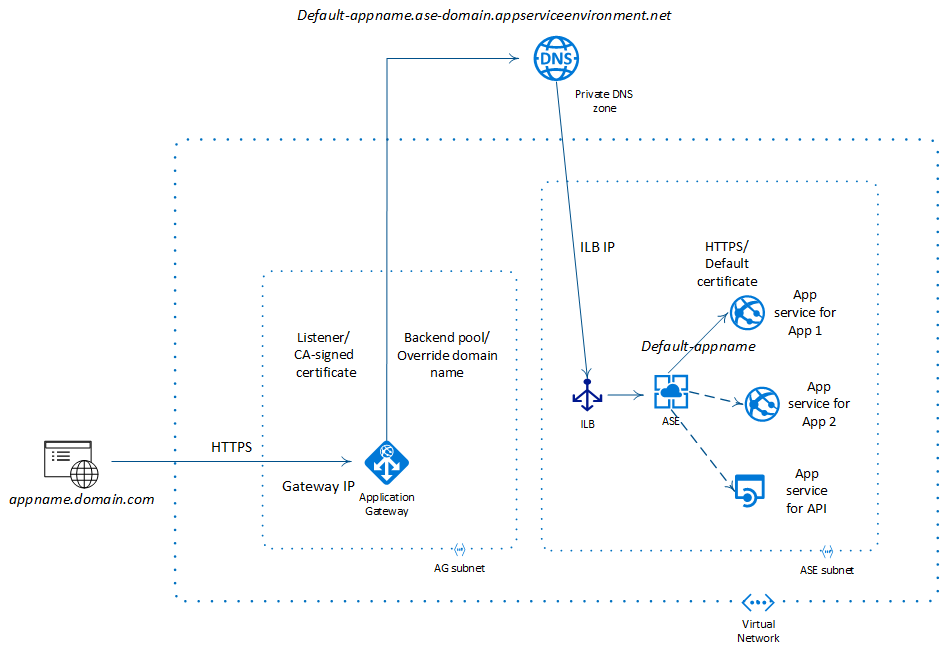 Default-appname.ase-domain.appserviceenvironment.net
DNS
Private DNS
zone
ILB IP
HTTPS/
Default
certificate
App
service for
App 1
Listener/
CA-signed
certificate
Backend pool/
Override domain
name
Default-appname
App
service for
App 2
ILB
ASE
HTTPS
appname.domain.com
Gateway IP
Application
Gateway
App
service
for API
AG subnet
ASE subnet
Virtual
Network